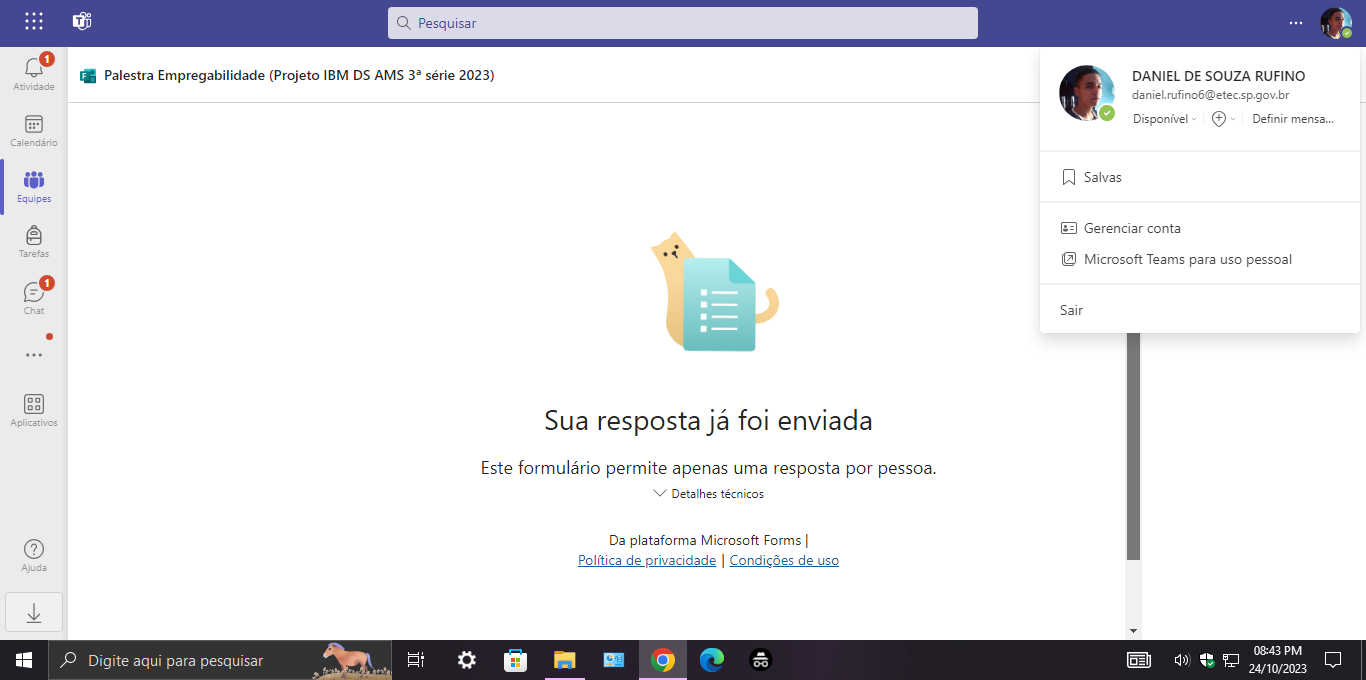 Pesquisar
1
Atividade
Calendário
Equipes
Tarefas
1
Chat
Aplicativos
Ajuda
Palestra Empregabilidade (Projeto IBM DS AMS 3ª série 2023)
DANIEL DE SOUZA RUFINO
daniel.rufino6@etec.sp.gov.br
Disponível
Definir mensa...
Salvas
Gerenciar conta
Microsoft Teams para uso pessoal
Sair
Sua resposta já foi enviada
Este formulário permite apenas uma resposta por pessoa.
Detalhes técnicos
Da plataforma Microsoft Forms |
Política de privacidade | Condições de uso
Digite aqui para pesquisar
08:43 PM
24/10/2023